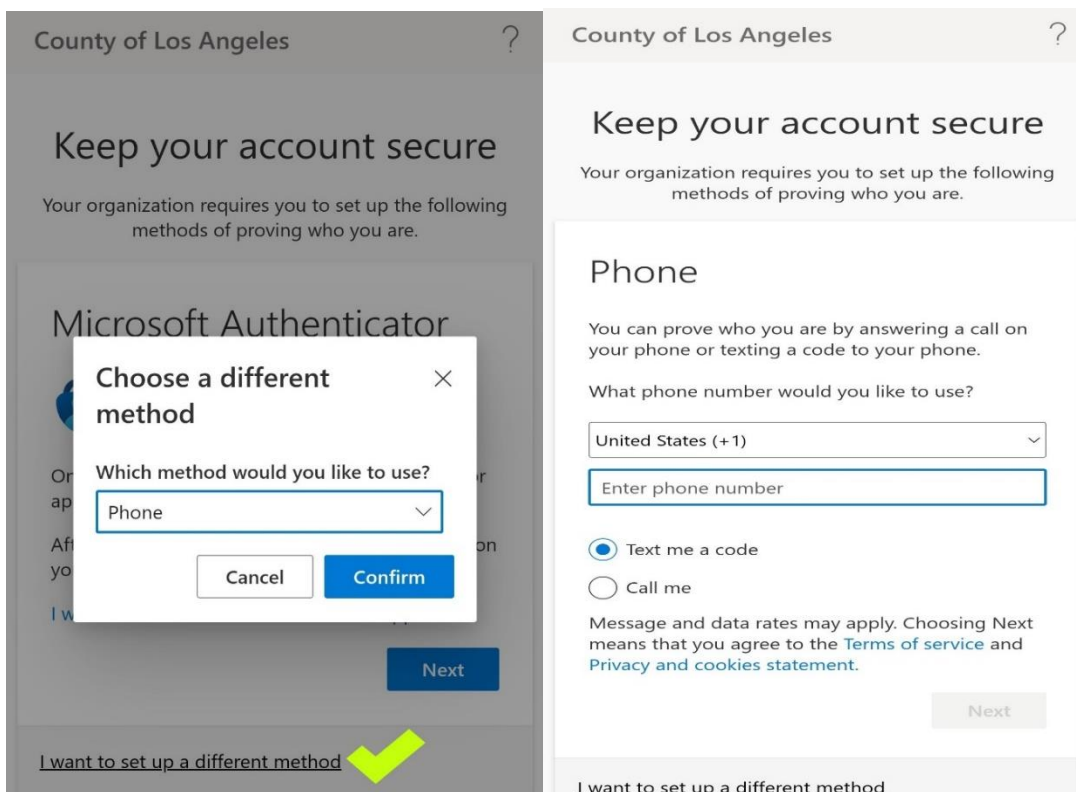 County of Los Angeles
?
Keep your account secure
Your organization requires you to set up the following
methods of proving who you are.
Microsoft Authenticator
Choose a different
method
Which method would you like to use?
Phone
Cancel
Confirm
Next
I want to set up a different method
County of Los Angeles
?
Keep your account secure
Your organization requires you to set up the following
methods of proving who you are.
Phone
You can prove who you are by answering a call on
your phone or texting a code to your phone.
What phone number would you like to use?
United States (+1)
Enter phone number
Text me a code
Call me
Message and data rates may apply. Choosing Next
means that you agree to the Terms of service and
Privacy and cookies statement.
Next
I want to set up a different method